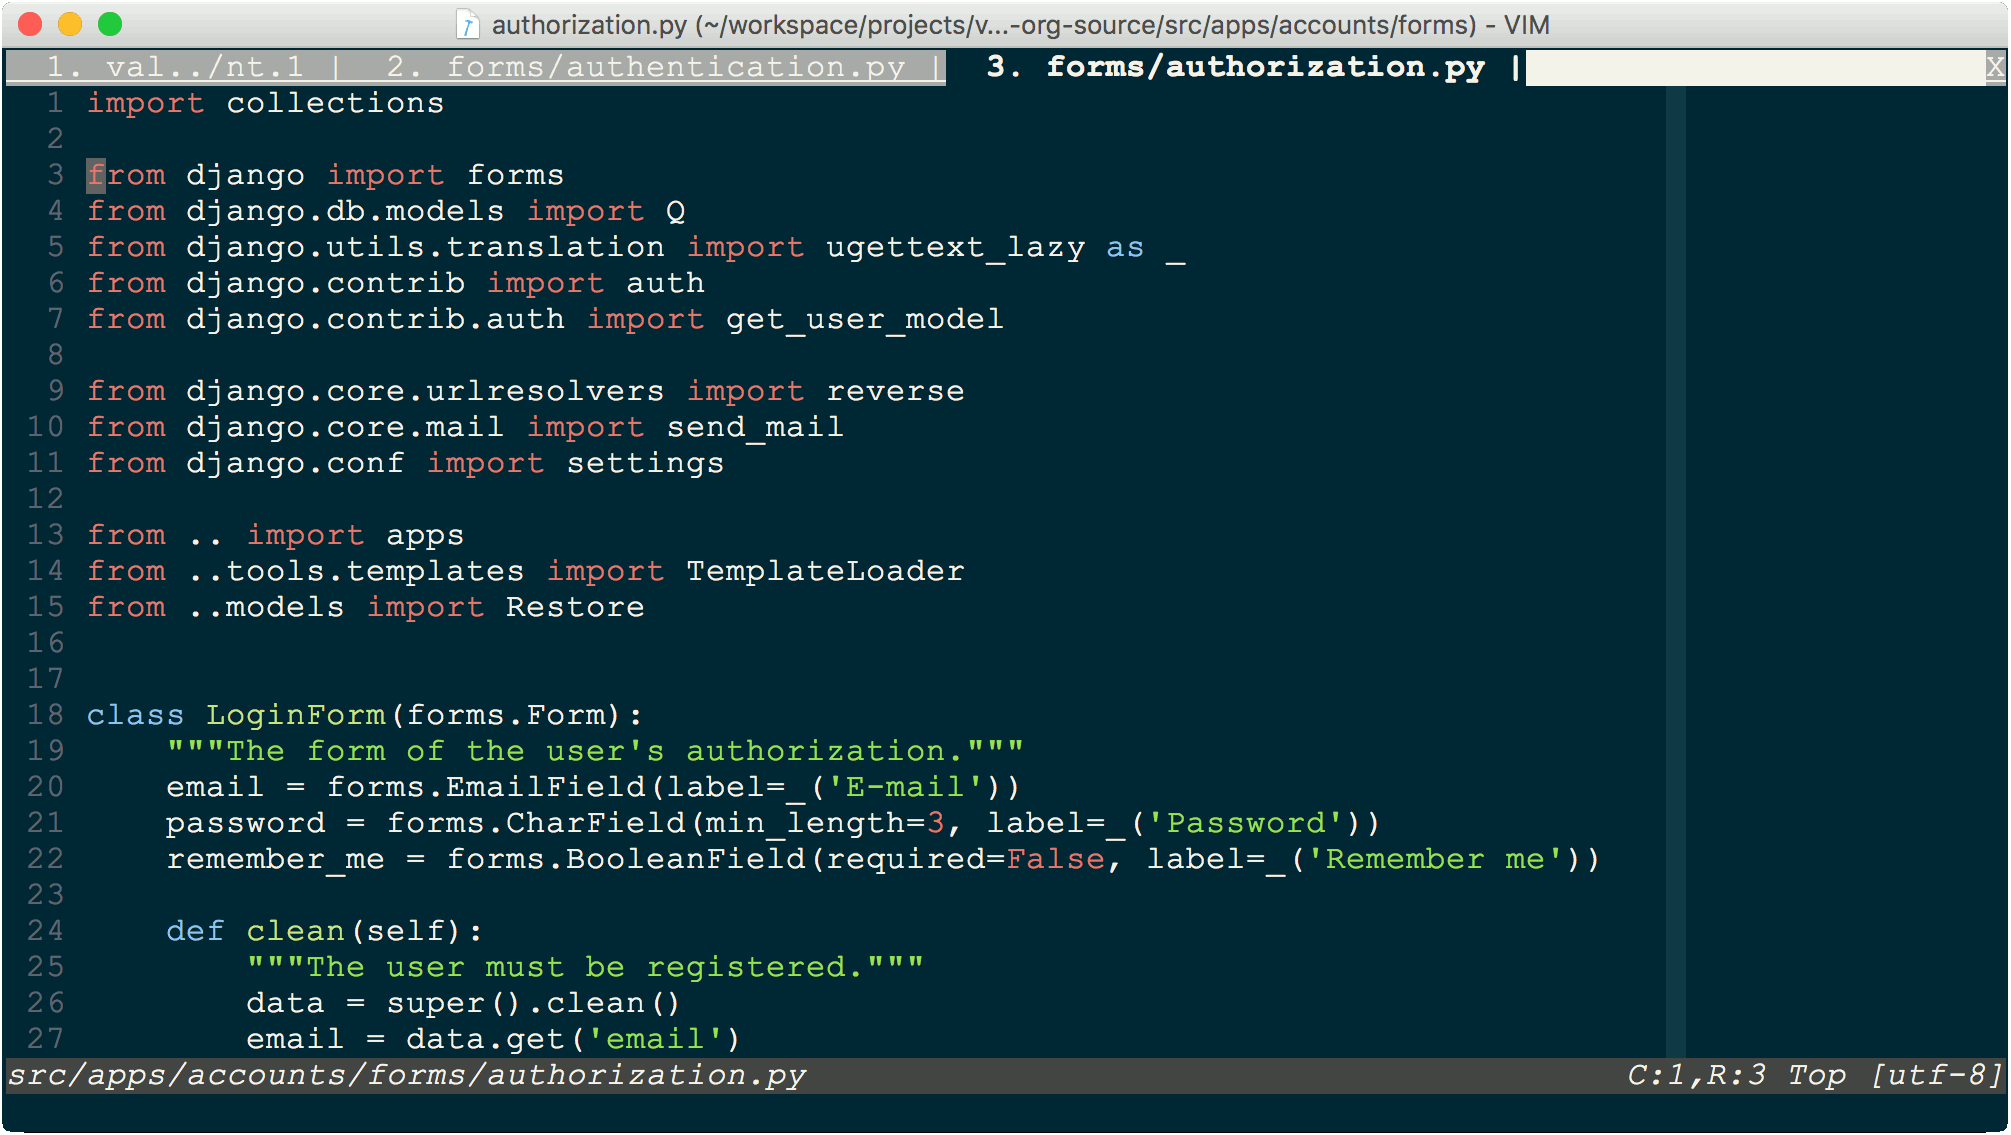 authorization.py (~/workspace/projects/v...-org-source/src/apps/accounts/forms) - VIM
1. val../nt.1 | 2. forms/authentication.py | 3. forms/authorization.py | X
1 import collections
2
3 from django import forms
4 from django.db.models import Q
5 from django.utils.translation import ugettext_lazy as _
6 from django.contrib import auth
7 from django.contrib.auth import get_user_model
8
9 from django.core.urlresolvers import reverse
10 from django.core.mail import send_mail
11 from django.conf import settings
12
13 from .. import apps
14 from ..tools.templates import TemplateLoader
15 from ..models import Restore
16
17
18 class LoginForm(forms.Form):
19     """The form of the user's authorization."""
20     email = forms.EmailField(label=_('E-mail'))
21     password = forms.CharField(min_length=3, label=_('Password'))
22     remember_me = forms.BooleanField(required=False, label=_('Remember me'))
23
24     def clean(self):
25         """The user must be registered."""
26         data = super().clean()
27         email = data.get('email')
src/apps/accounts/forms/authorization.py C:1,R:3 Top [utf-8]